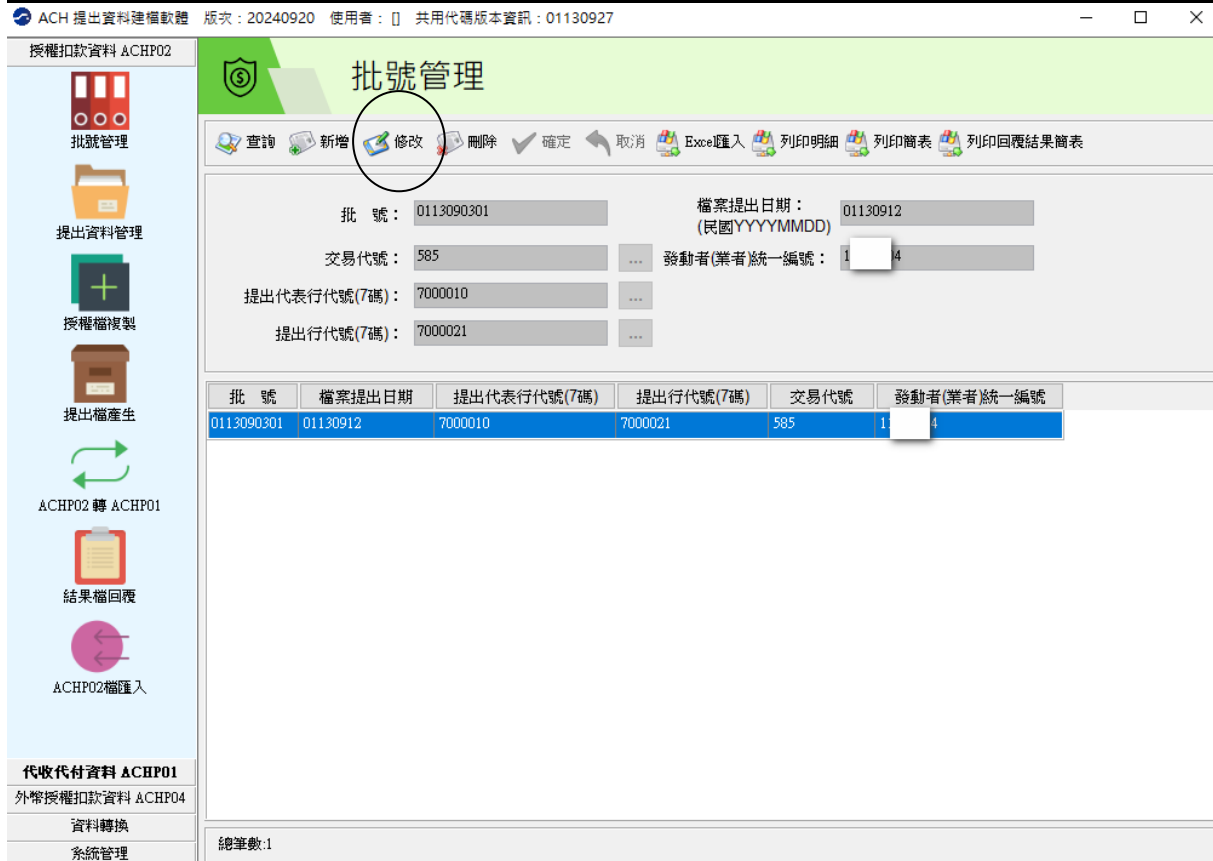 ACH 提出資料建檔軟體 版次：20240920 使用者：[] 共用代碼版本資訊：01130927
授權扣款資料 ACHP02
批號管理
提出資料管理
授權檔複製
提出檔產生
ACHP02 轉 ACHP01
結果檔回覆
ACHP02檔匯入
代收代付資料 ACHP01
外幣授權扣款資料 ACHP04
資料轉換
系統管理
批號管理
查詢 新增 修改 刪除 確定 取消 Excel匯入 列印明細 列印簡表 列印回覆結果簡表
批 號： 0113090301 檔案提出日期： 01130912
(民國YYYYMMDD)
交易代號： 585 ... 發動者(業者)統一編號： 1 4
提出代表行代號(7碼)： 7000010 ...
提出行代號(7碼)： 7000021 ...
批 號 檔案提出日期 提出代表行代號(7碼) 提出行代號(7碼) 交易代號 發動者(業者)統一編號
0113090301 01130912 7000010 7000021 585 1 4
總筆數:1